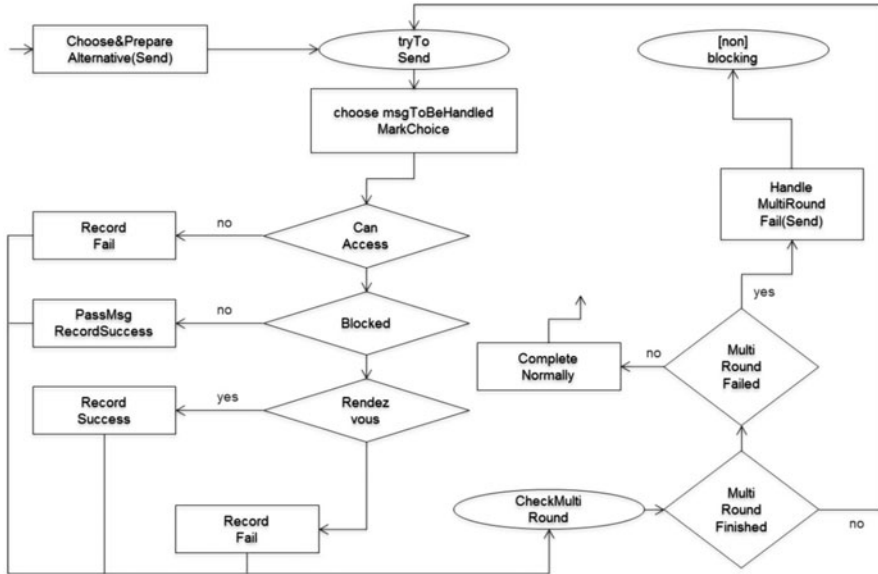 Choose&Prepare
Alternative(Send)
tryTo
Send
[non]
blocking
choose msgToBeHandled
MarkChoice
Handle
MultiRound
Fail(Send)
Record
Fail
no
Can
Access
PassMsg
RecordSuccess
no
Blocked
yes
Complete
Normally
no
Multi
Round
Failed
Record
Success
yes
Rendez
vous
Record
Fail
CheckMulti
Round
Multi
Round
Finished
no